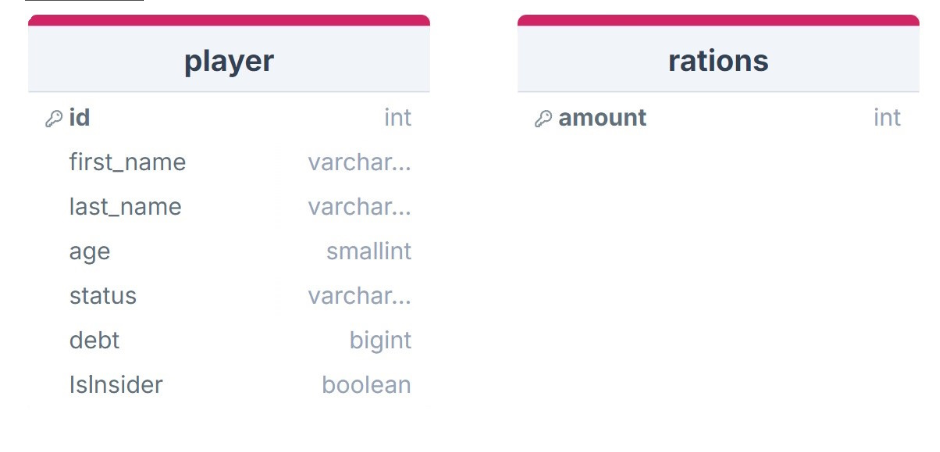 player
id int
first_name varchar...
last_name varchar...
age smallint
status varchar...
debt bigint
IsInsider boolean
rations
amount int